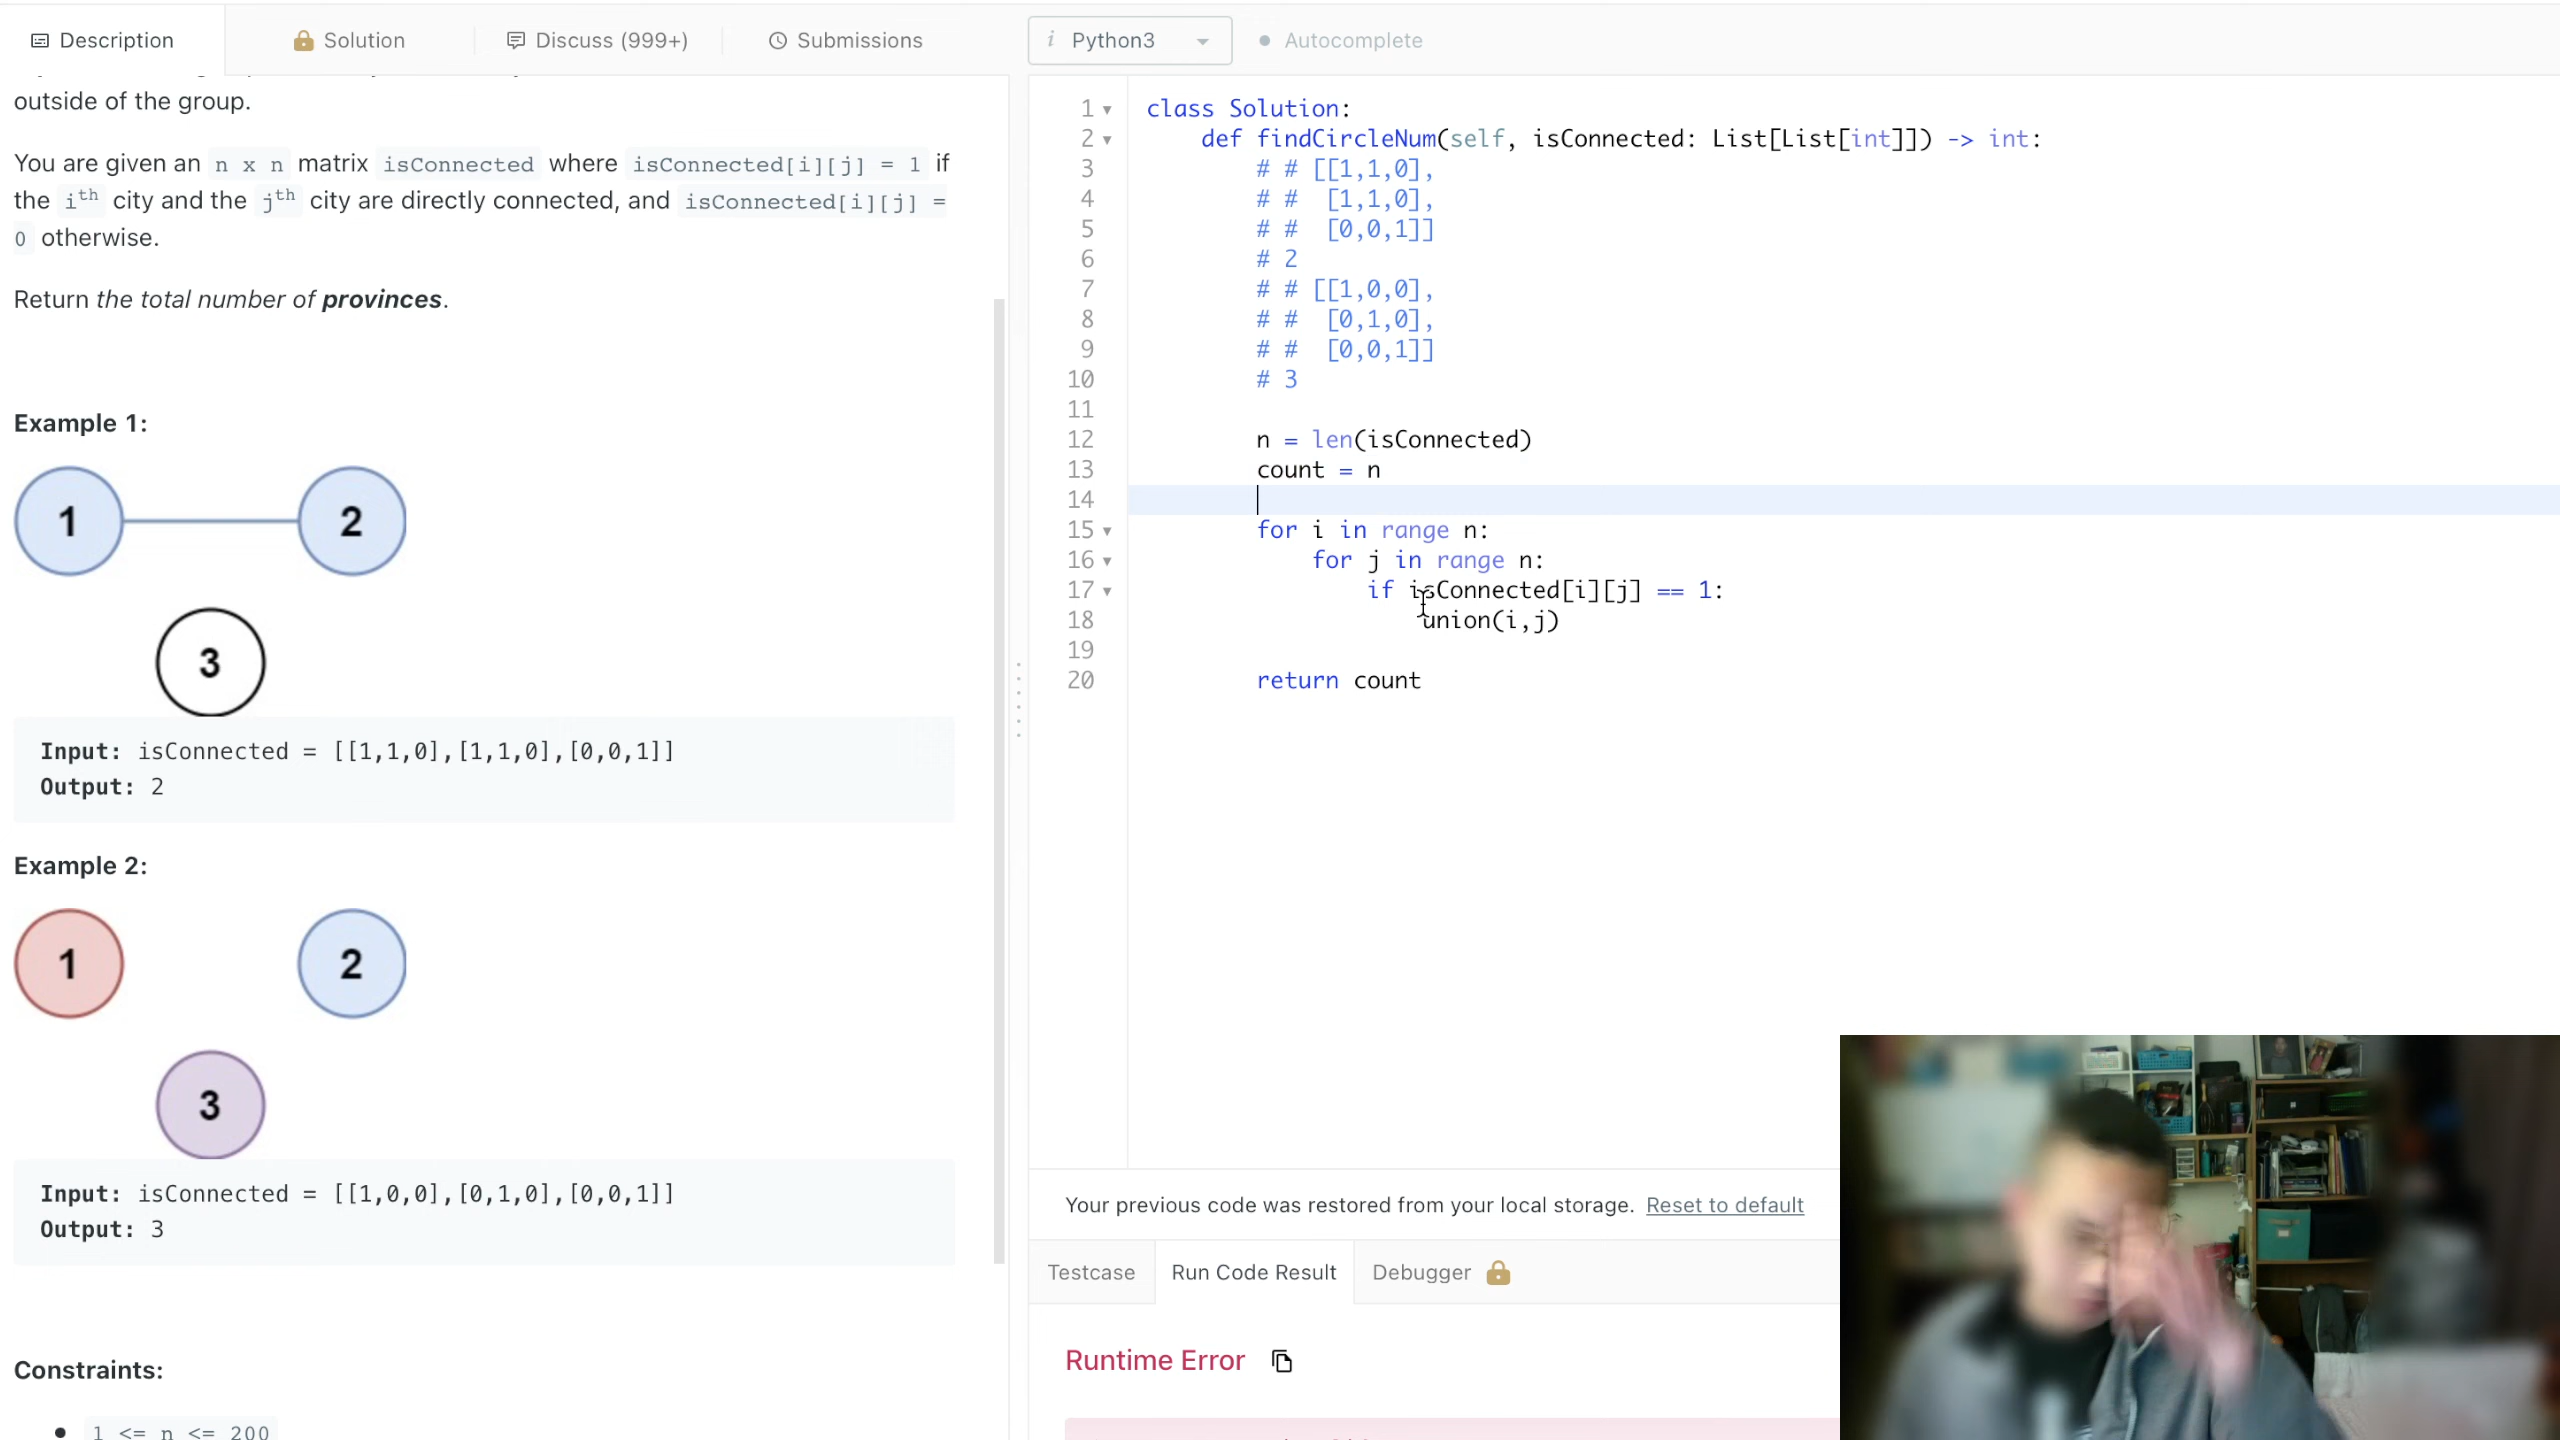 Description
Solution
Discuss (999+)
Submissions
i Python3
Autocomplete
outside of the group.
You are given an n x n matrix isConnected where isConnected[i][j] = 1 if
the ith city and the jth city are directly connected, and isConnected[i][j] =
0 otherwise.
Return the total number of provinces.
Example 1:
1
2
3
Input: isConnected = [[1,1,0],[1,1,0],[0,0,1]]
Output: 2
Example 2:
1
2
3
Input: isConnected = [[1,0,0],[0,1,0],[0,0,1]]
Output: 3
Constraints:
1 <= n <= 200
1 class Solution:
2 def findCircleNum(self, isConnected: List[List[int]]) -> int:
3 # # [[1,1,0],
4 # # [1,1,0],
5 # # [0,0,1]]
6 # 2
7 # # [[1,0,0],
8 # # [0,1,0],
9 # # [0,0,1]]
10 # 3
11
12 n = len(isConnected)
13 count = n
14
15 for i in range n:
16 for j in range n:
17 if isConnected[i][j] == 1:
18 union(i,j)
19
20 return count
Your previous code was restored from your local storage. Reset to default
Testcase
Run Code Result
Debugger
Runtime Error